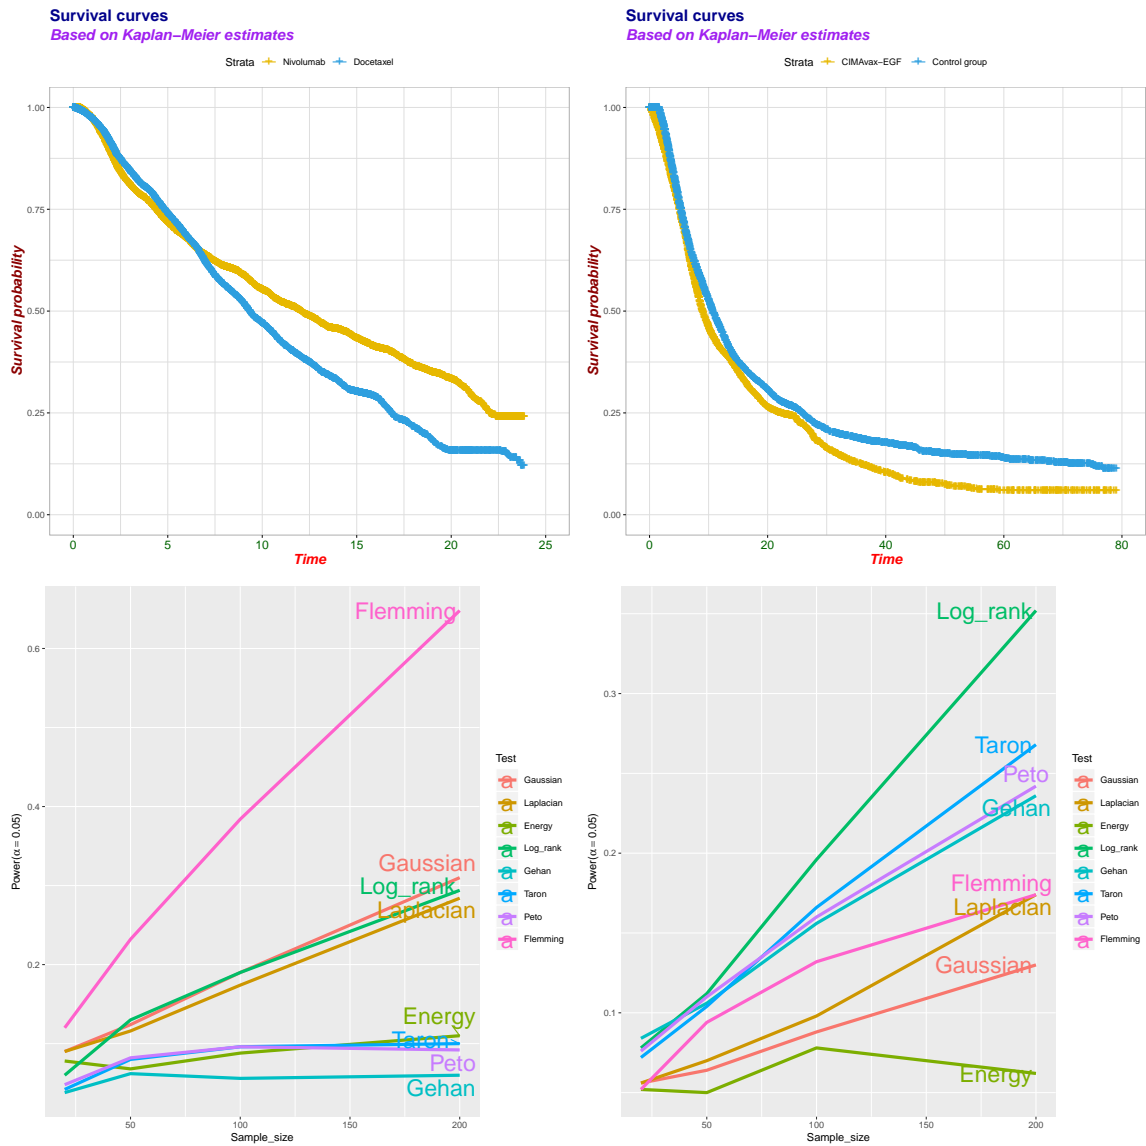 Survival curves
Based on Kaplan–Meier estimates
Strata Nivolumab Docetaxel
1.00
0.75
0.50
0.25
0.00
Survival probability
0 5 10 15 20 25
Time
Survival curves
Based on Kaplan–Meier estimates
Strata CIMAvax–EGF Control group
1.00
0.75
0.50
0.25
0.00
Survival probability
0 20 40 60 80
Time
Flemming
Gaussian
Log_rank
Laplacian
Energy
Taron
Peto
Gehan
0.6
0.4
0.2
Power(α = 0.05)
50 100 150 200
Sample_size
Test
a Gaussian
a Laplacian
a Energy
a Log_rank
a Gehan
a Taron
a Peto
a Flemming
Log_rank
Taron
Peto
Gehan
Flemming
Laplacian
Gaussian
Energy
0.3
0.2
0.1
Power(α = 0.05)
50 100 150 200
Sample_size
Test
a Gaussian
a Laplacian
a Energy
a Log_rank
a Gehan
a Taron
a Peto
a Flemming